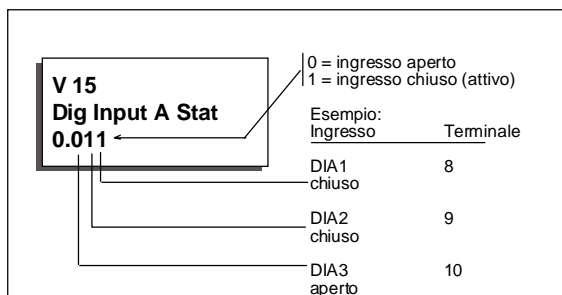 V 15
Dig Input A Stat
0.011
0 = ingresso aperto
1 = ingresso chiuso (attivo)
Esempio:
Ingresso Terminale
DIA1 8
chiuso
DIA2 9
chiuso
DIA3 10
aperto